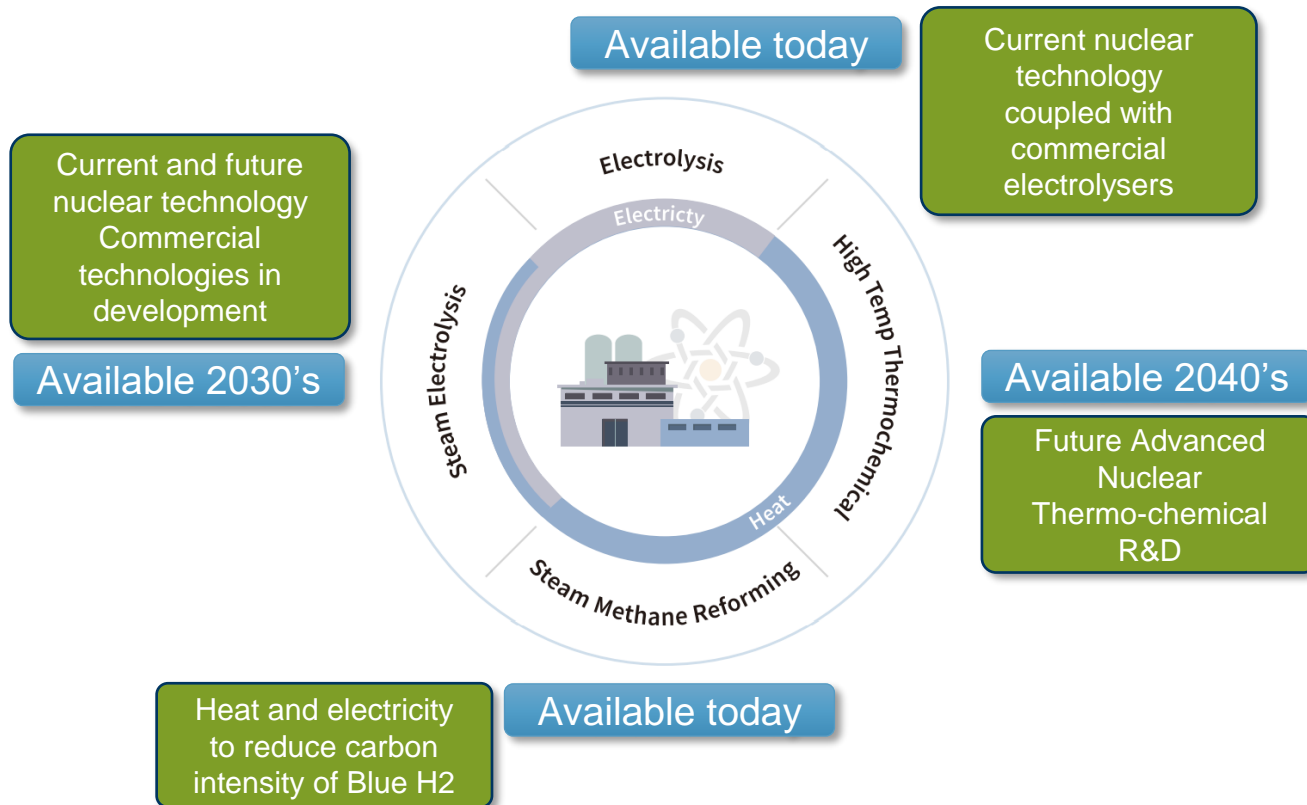 Available today
Current nuclear
technology
coupled with
commercial
electrolysers
Electrolysis
Electricty
Current and future
nuclear technology
Commercial
technologies in
development
Available 2030's
Steam Electrolysis
High Temp Thermochemical
Available 2040's
Future Advanced
Nuclear
Thermo-chemical
R&D
Heat
Steam Methane Reforming
Heat and electricity
to reduce carbon
intensity of Blue H2
Available today